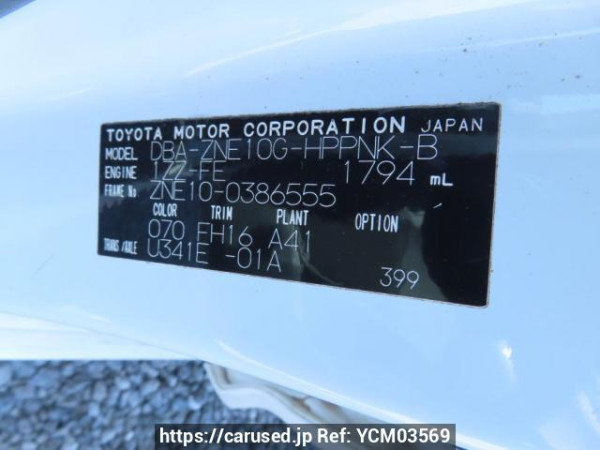 TOYOTA MOTOR CORPORATION JAPAN
MODEL DBA-ZNE10G-HPPNK-B
ENGINE 1ZZ-FE 1794 mL
FRAME No ZNE10-0386555
COLOR TRIM PLANT OPTION
070 FH16 A41
TRANS/AXLE U341E -01A
399
https://carused.jp Ref: YCM03569